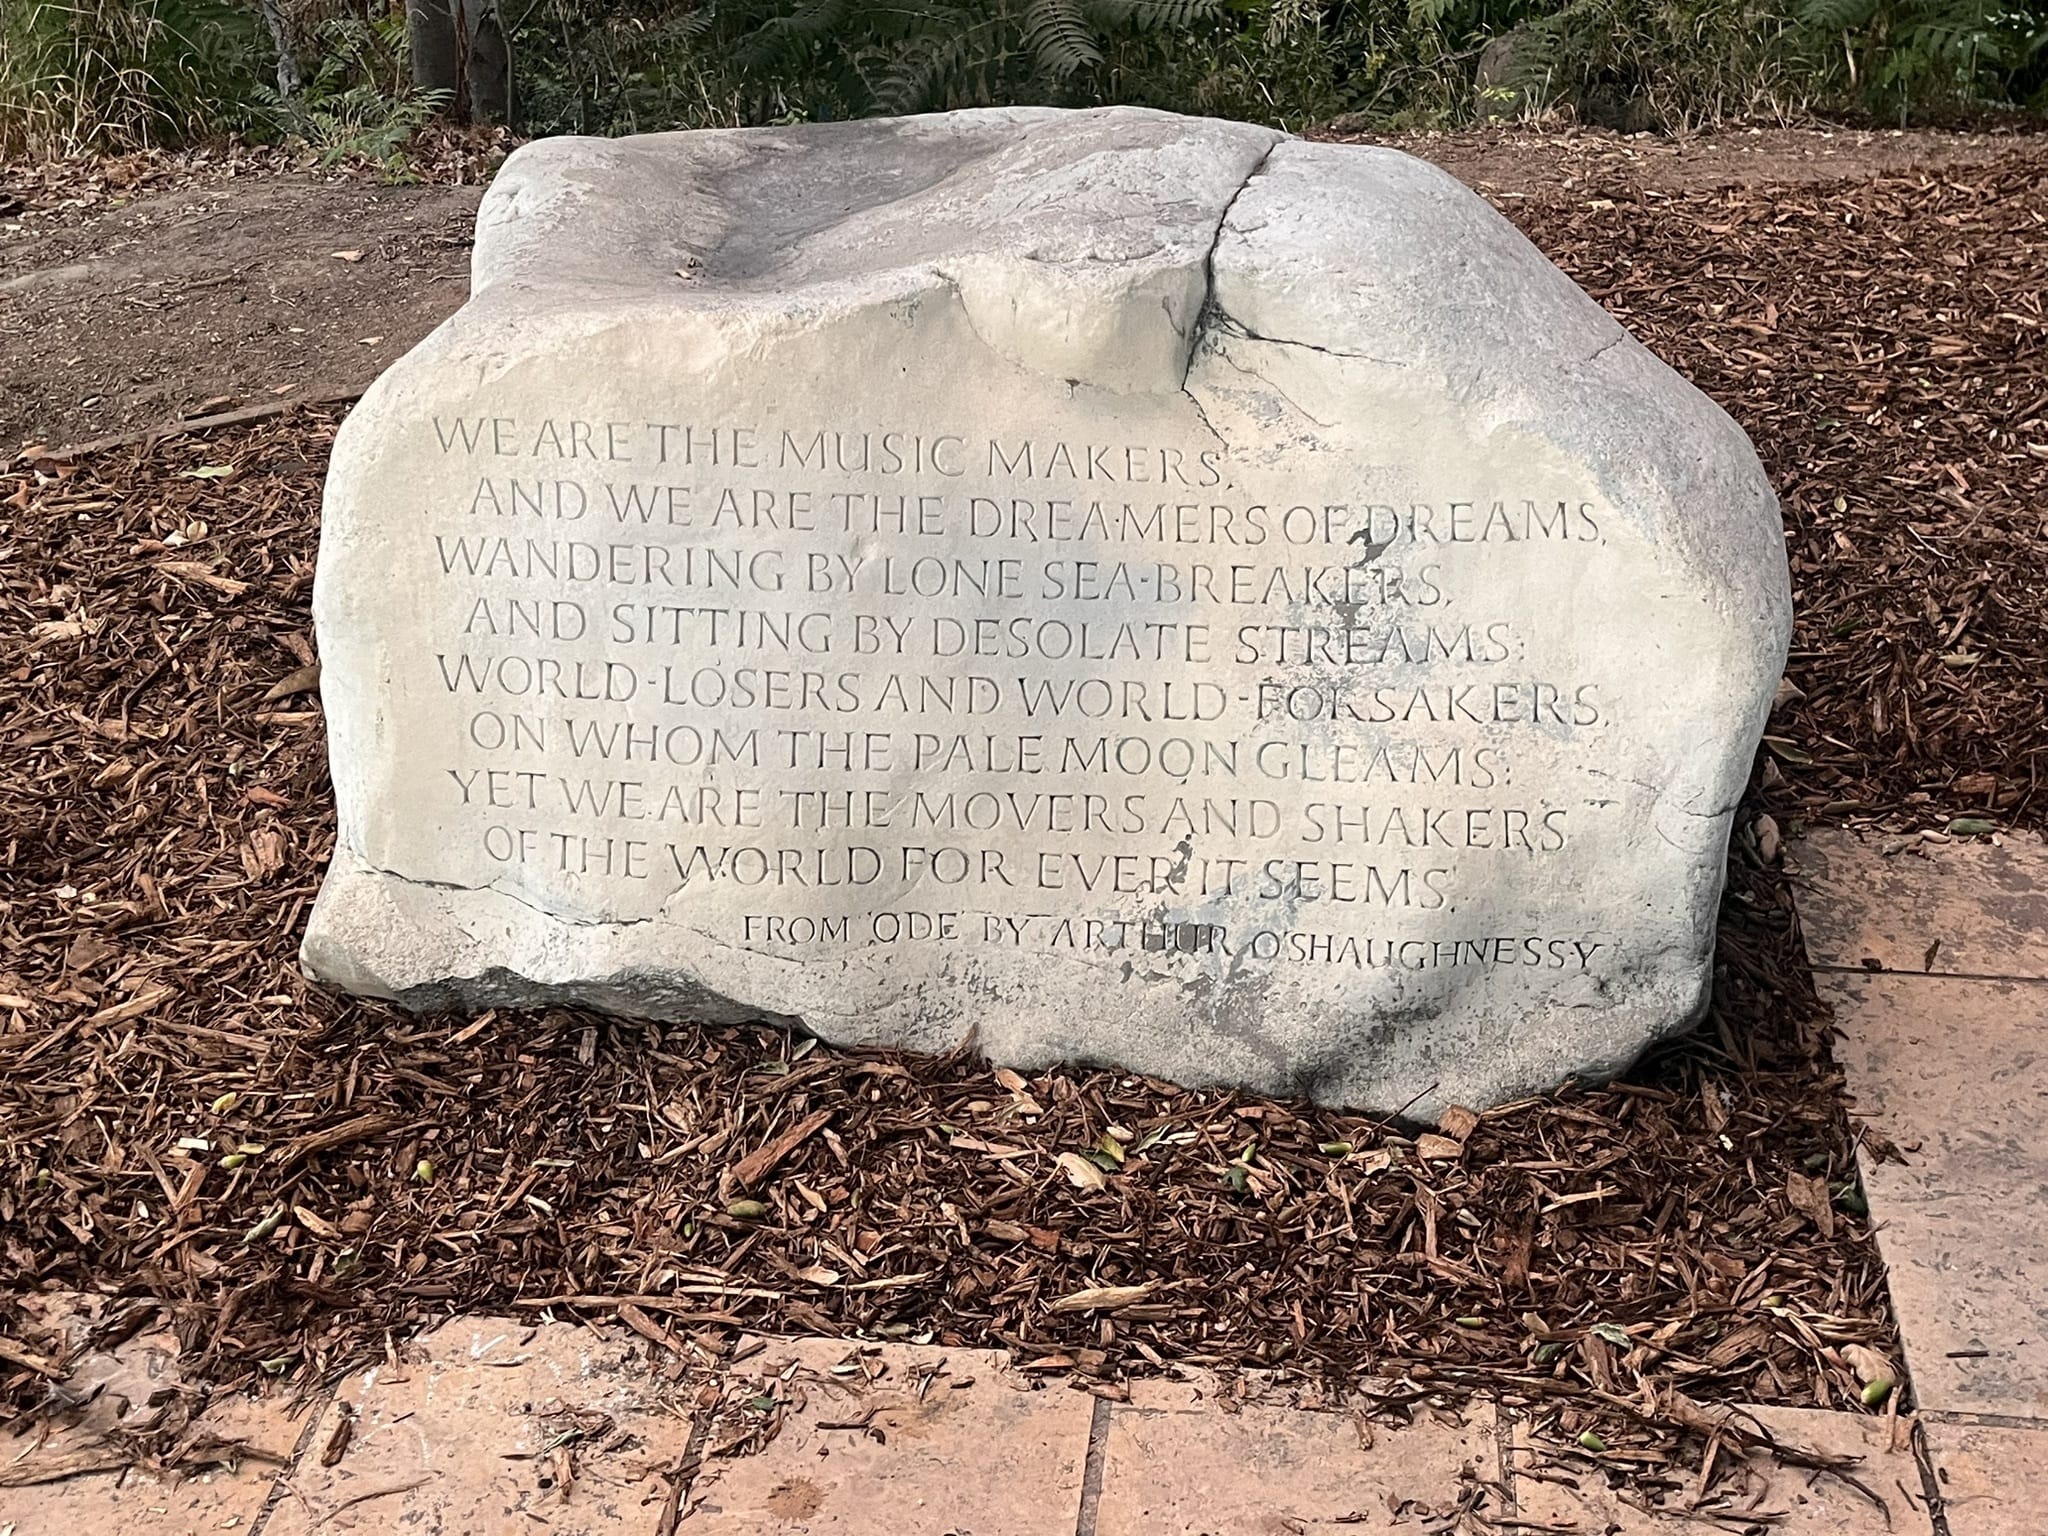 WE ARE THE MUSIC MAKERS,
AND WE ARE THE DREAMERS OF DREAMS,
WANDERING BY LONE SEA-BREAKERS,
AND SITTING BY DESOLATE STREAMS:
WORLD-LOSERS AND WORLD-FORSAKERS,
ON WHOM THE PALE MOON GLEAMS:
YET WE ARE THE MOVERS AND SHAKERS
OF THE WORLD FOR EVER IT SEEMS.
FROM 'ODE' BY ARTHUR O'SHAUGHNESSY